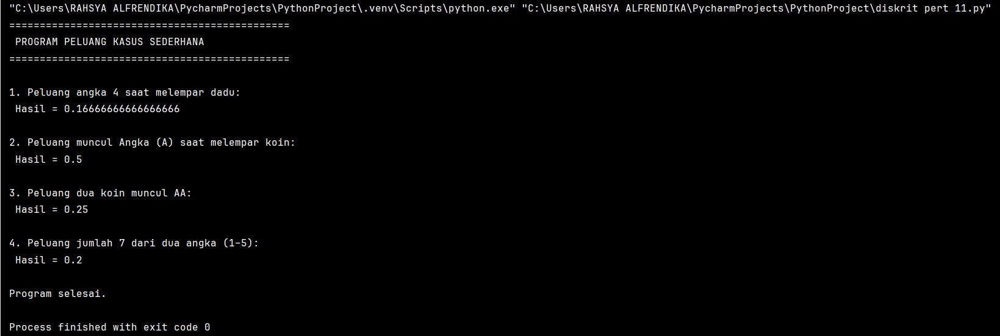 "C:\Users\RAHSYA ALFRENDIKA\PycharmProjects\PythonProject\.venv\Scripts\python.exe" "C:\Users\RAHSYA ALFRENDIKA\PycharmProjects\PythonProject\diskrit pert 11.py"
==============================================
PROGRAM PELUANG KASUS SEDERHANA
==============================================
1. Peluang angka 4 saat melempar dadu:
Hasil = 0.16666666666666666
2. Peluang muncul Angka (A) saat melempar koin:
Hasil = 0.5
3. Peluang dua koin muncul AA:
Hasil = 0.25
4. Peluang jumlah 7 dari dua angka (1–5):
Hasil = 0.2
Program selesai.
Process finished with exit code 0